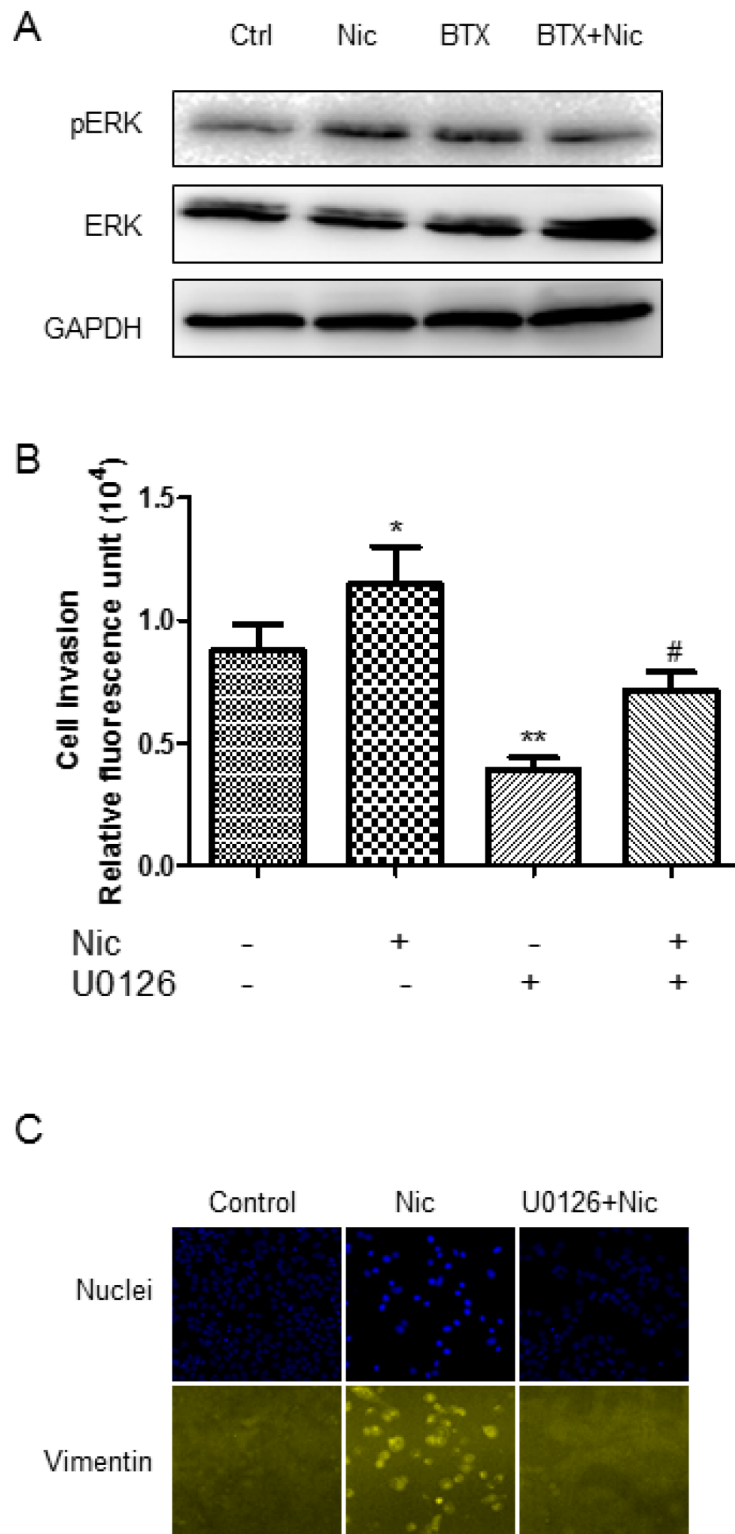 A
Ctrl Nic BTX BTX+Nic
pERK
ERK
GAPDH
B
Cell Invasion
Relative fluorescence unit (10⁴)
1.5
1.0
0.5
0.0
*
**
#
Nic - + - +
U0126 - - + +
C
Control Nic U0126+Nic
Nuclei
Vimentin